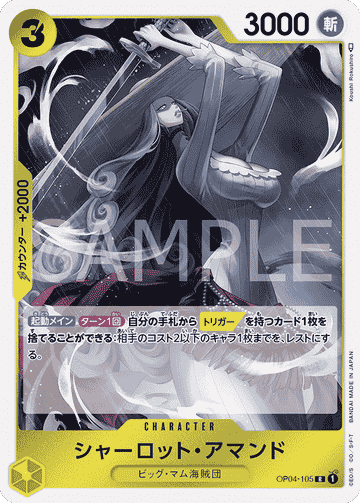 3
3000
斬
Koushi Rokushiro
カウンター +2000
SAMPLE
起動メイン ターン1回 自分の手札から トリガー を持つカード1枚を
捨てることができる:相手のコスト2以下のキャラ1枚までを、レストにす
る。
CHARACTER
シャーロット・アマンド
ビッグ・マム海賊団
OP04-105 R 1
BANDAI MADE IN JAPAN